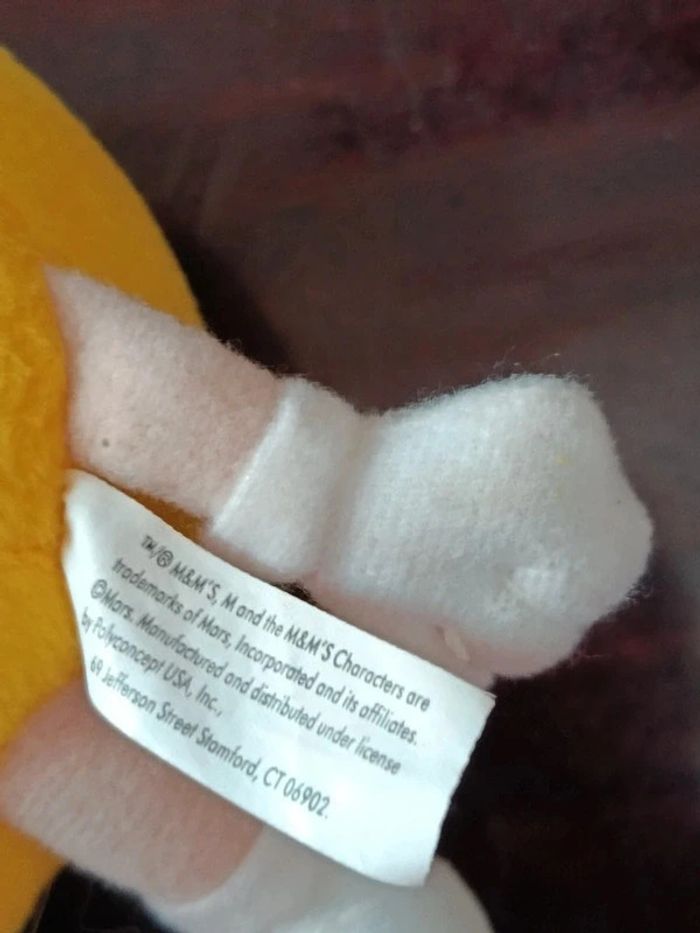 TM/® M&M'S, M and the M&M'S Characters are
trademarks of Mars, Incorporated and its affiliates.
©Mars. Manufactured and distributed under license
by Polyconcept USA, Inc.,
69 Jefferson Street Stamford, CT 06902.